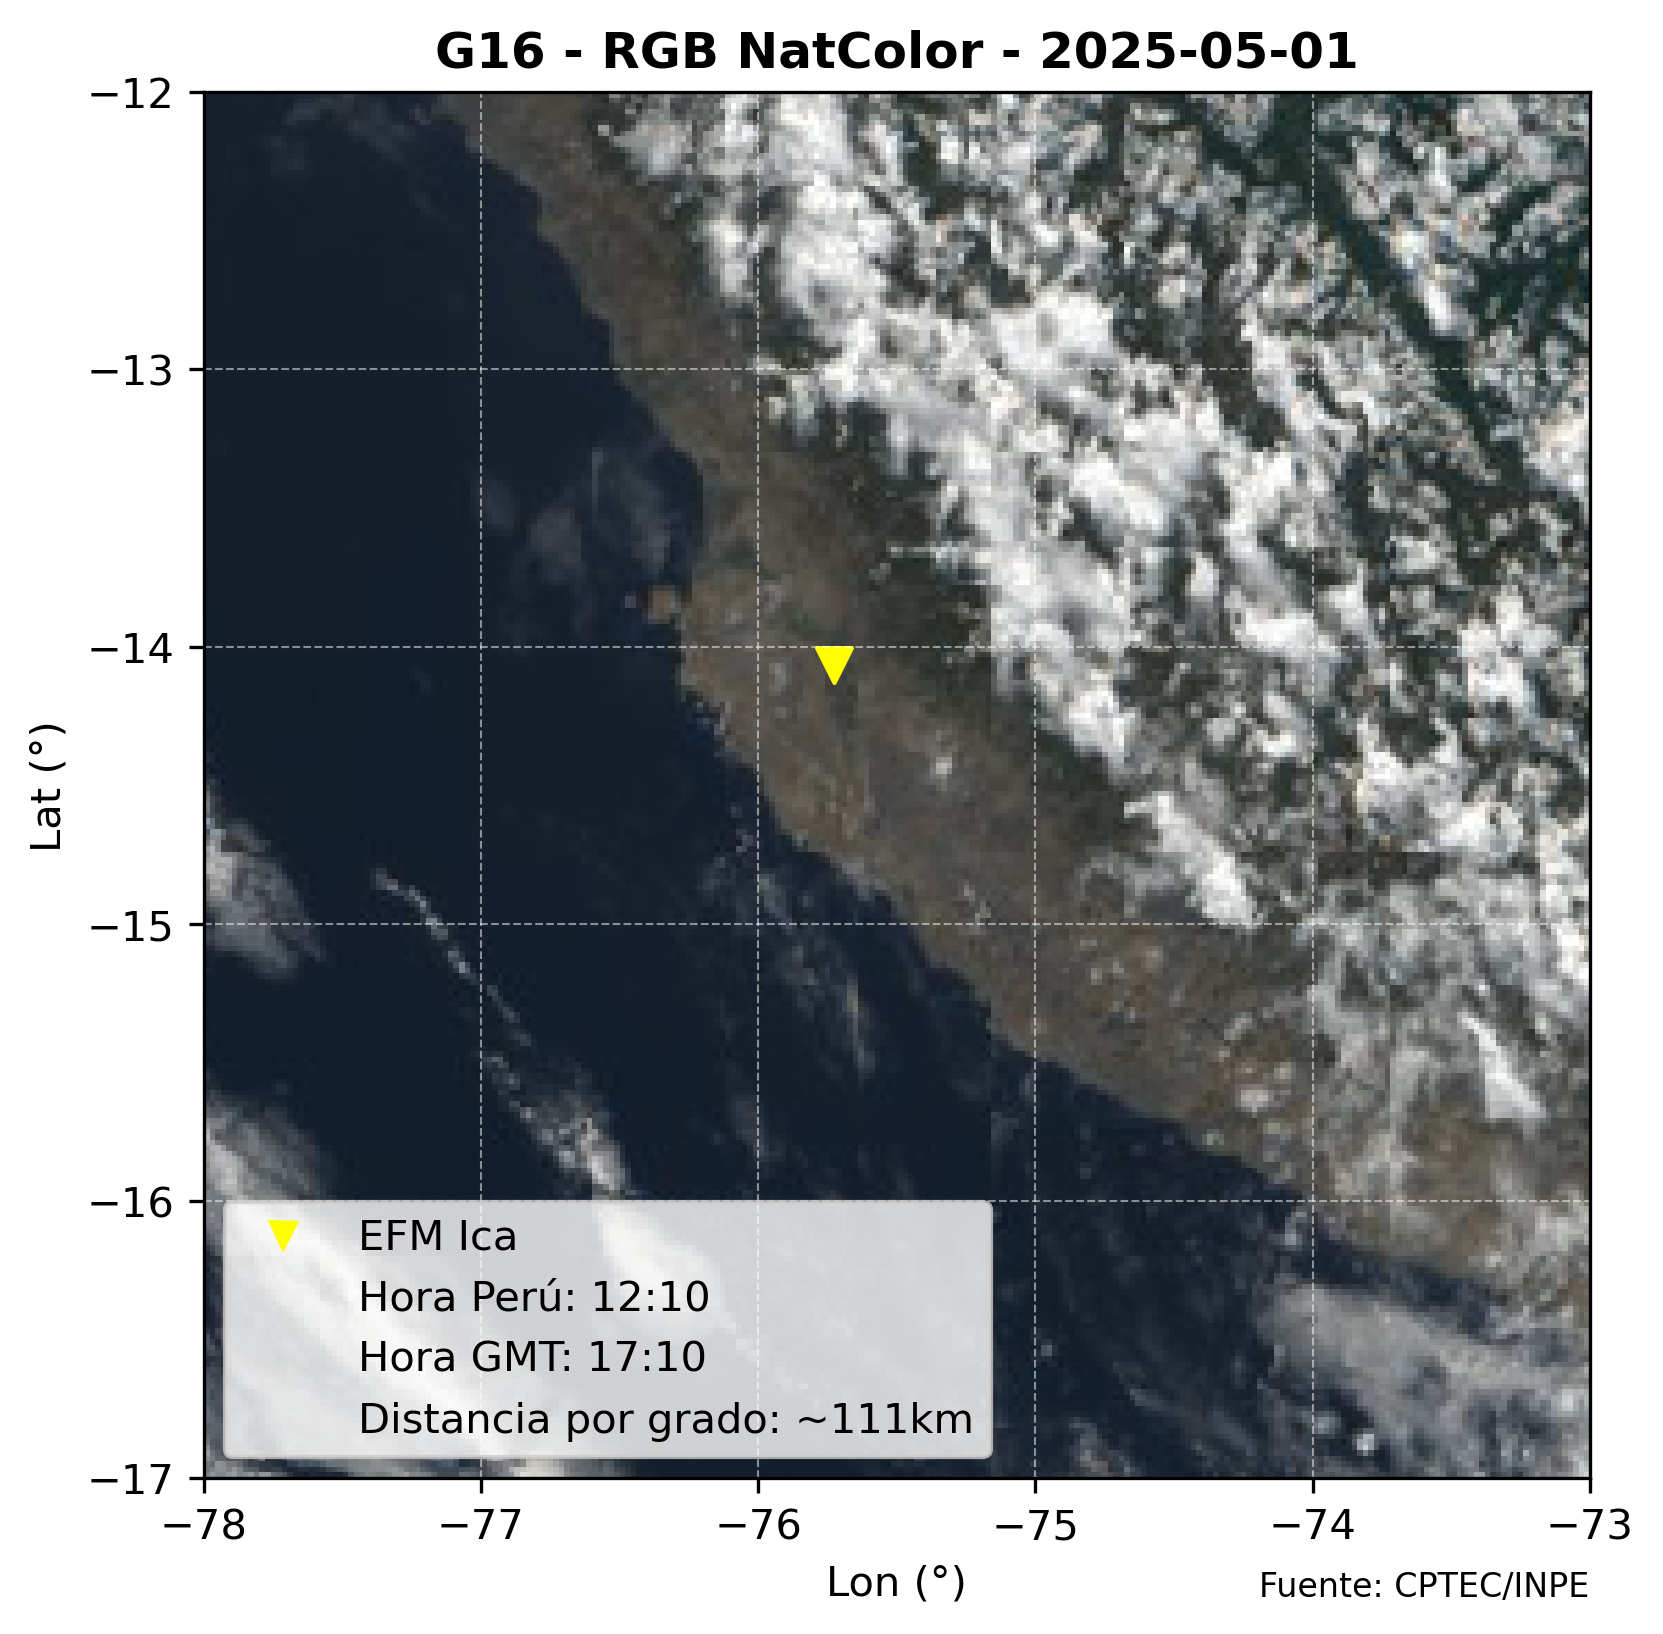 G16 - RGB NatColor - 2025-05-01
−12
−13
−14
−15
−16
−17
Lat (°)
EFM Ica
Hora Perú: 12:10
Hora GMT: 17:10
Distancia por grado: ~111km
−78 −77 −76 −75 −74 −73
Lon (°)
Fuente: CPTEC/INPE